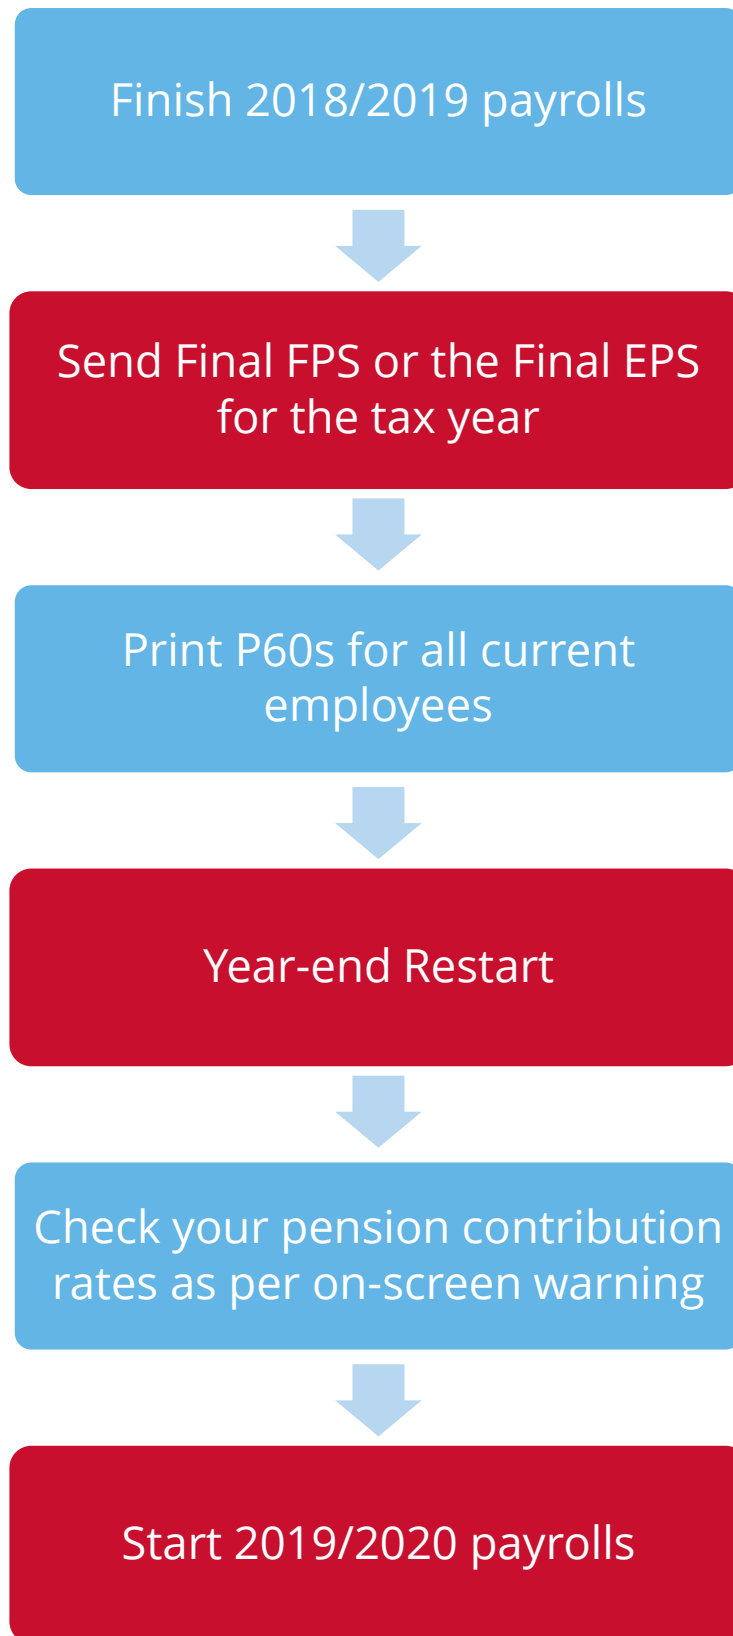 Finish 2018/2019 payrolls
Send Final FPS or the Final EPS
for the tax year
Print P60s for all current
employees
Year-end Restart
Check your pension contribution
rates as per on-screen warning
Start 2019/2020 payrolls